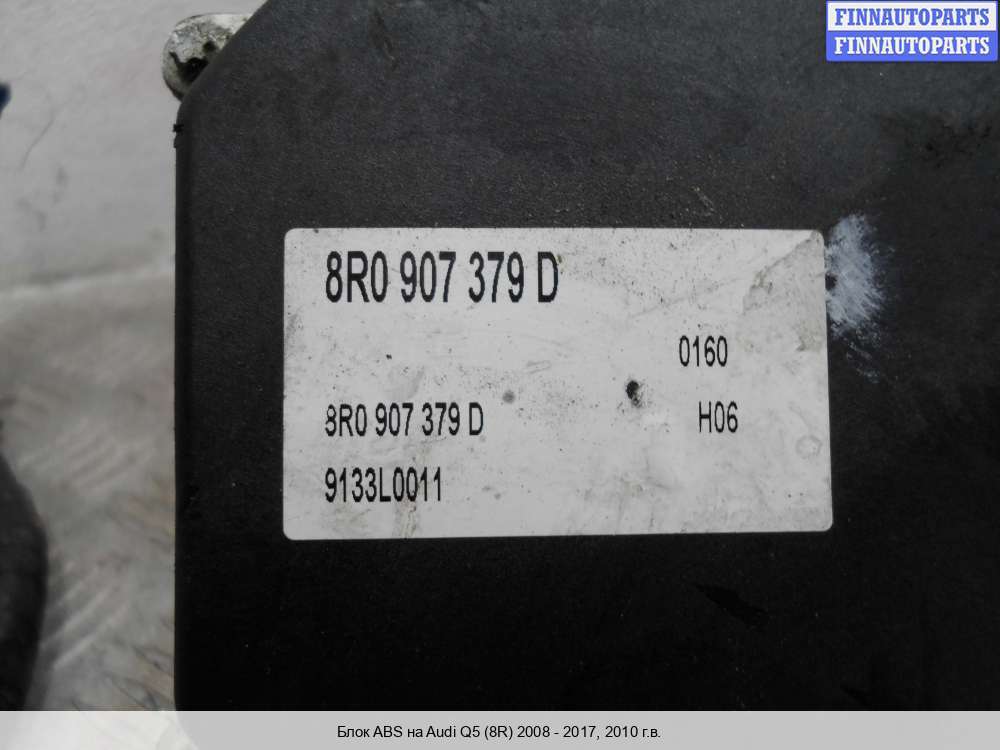 FINNAUTOPARTS
FINNAUTOPARTS
8R0 907 379 D
0160
8R0 907 379 D H06
9133L0011
Блок ABS на Audi Q5 (8R) 2008 - 2017, 2010 г.в.